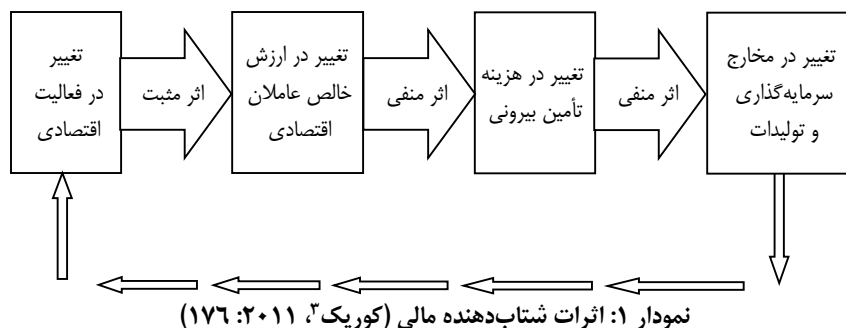 تغییر
در فعالیت
اقتصادی
اثر مثبت
تغییر در ارزش
خالص عاملان
اقتصادی
اثر منفی
تغییر در هزینه
تأمین بیرونی
اثر منفی
تغییر در مخارج
سرمایه‌گذاری
و تولیدات
نمودار ۱: اثرات شتاب‌دهنده مالی (کوریک۳، ۲۰۱۱: ۱۷۶)